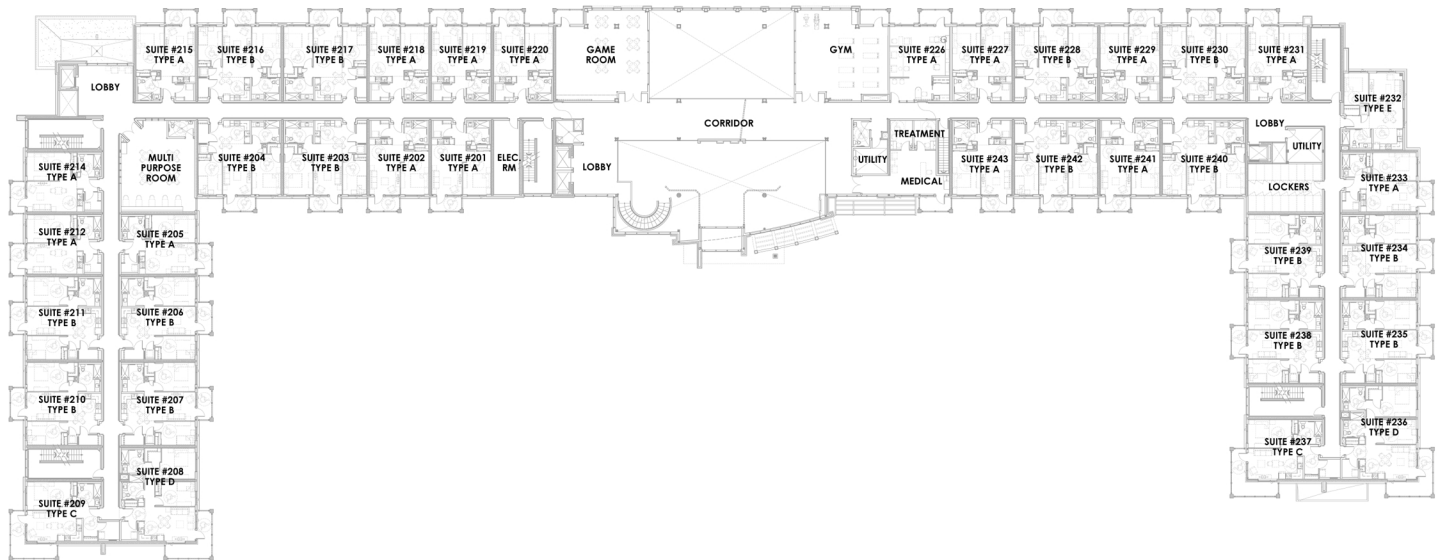 SUITE #215
TYPE A
SUITE #216
TYPE B
SUITE #217
TYPE B
SUITE #218
TYPE A
SUITE #219
TYPE A
SUITE #220
TYPE A
GAME
ROOM
GYM
SUITE #226
TYPE A
SUITE #227
TYPE A
SUITE #228
TYPE B
SUITE #229
TYPE A
SUITE #230
TYPE B
SUITE #231
TYPE A
LOBBY
SUITE #232
TYPE E
CORRIDOR
LOBBY
SUITE #214
TYPE A
MULTI
PURPOSE
ROOM
SUITE #204
TYPE B
SUITE #203
TYPE B
SUITE #202
TYPE A
SUITE #201
TYPE A
ELEC.
RM
LOBBY
UTILITY
TREATMENT
MEDICAL
SUITE #243
TYPE A
SUITE #242
TYPE B
SUITE #241
TYPE A
SUITE #240
TYPE B
UTILITY
LOCKERS
SUITE #233
TYPE A
SUITE #212
TYPE A
SUITE #205
TYPE A
SUITE #239
TYPE B
SUITE #234
TYPE B
SUITE #211
TYPE B
SUITE #206
TYPE B
SUITE #238
TYPE B
SUITE #235
TYPE B
SUITE #210
TYPE B
SUITE #207
TYPE B
SUITE #237
TYPE C
SUITE #236
TYPE D
SUITE #208
TYPE D
SUITE #209
TYPE C